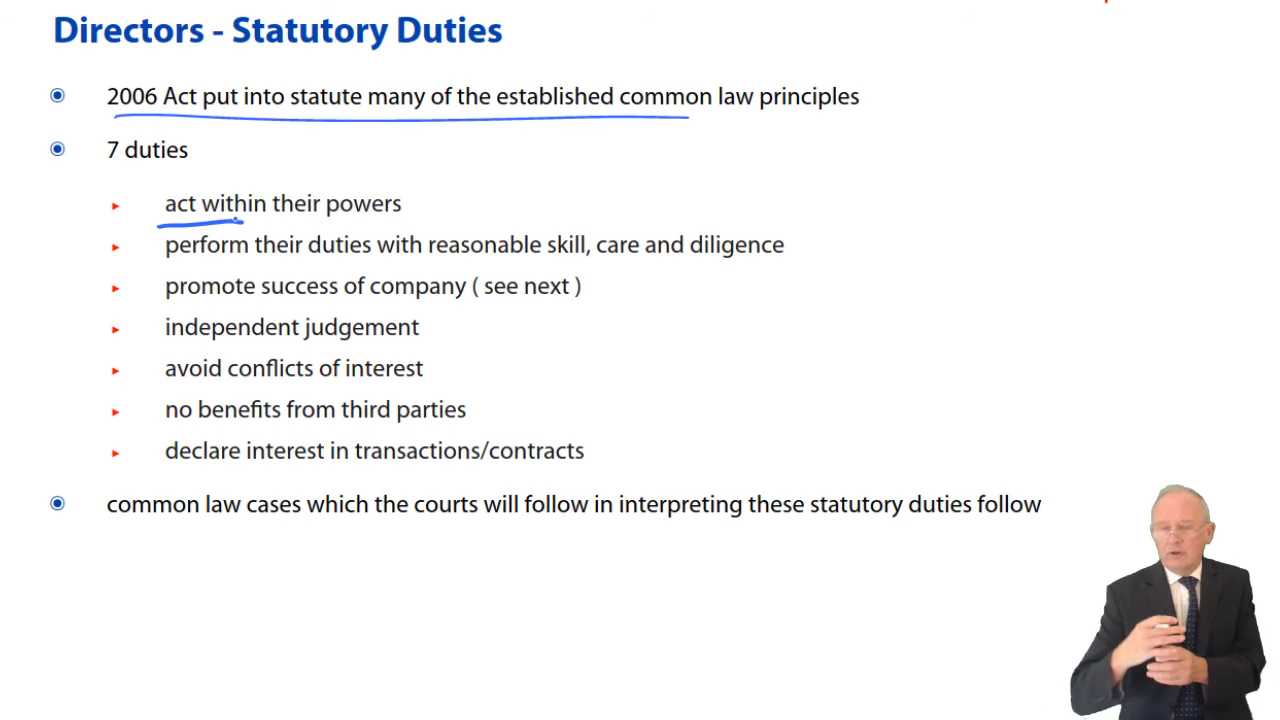 Directors - Statutory Duties
2006 Act put into statute many of the established common law principles
7 duties
act within their powers
perform their duties with reasonable skill, care and diligence
promote success of company ( see next )
independent judgement
avoid conflicts of interest
no benefits from third parties
declare interest in transactions/contracts
common law cases which the courts will follow in interpreting these statutory duties follow